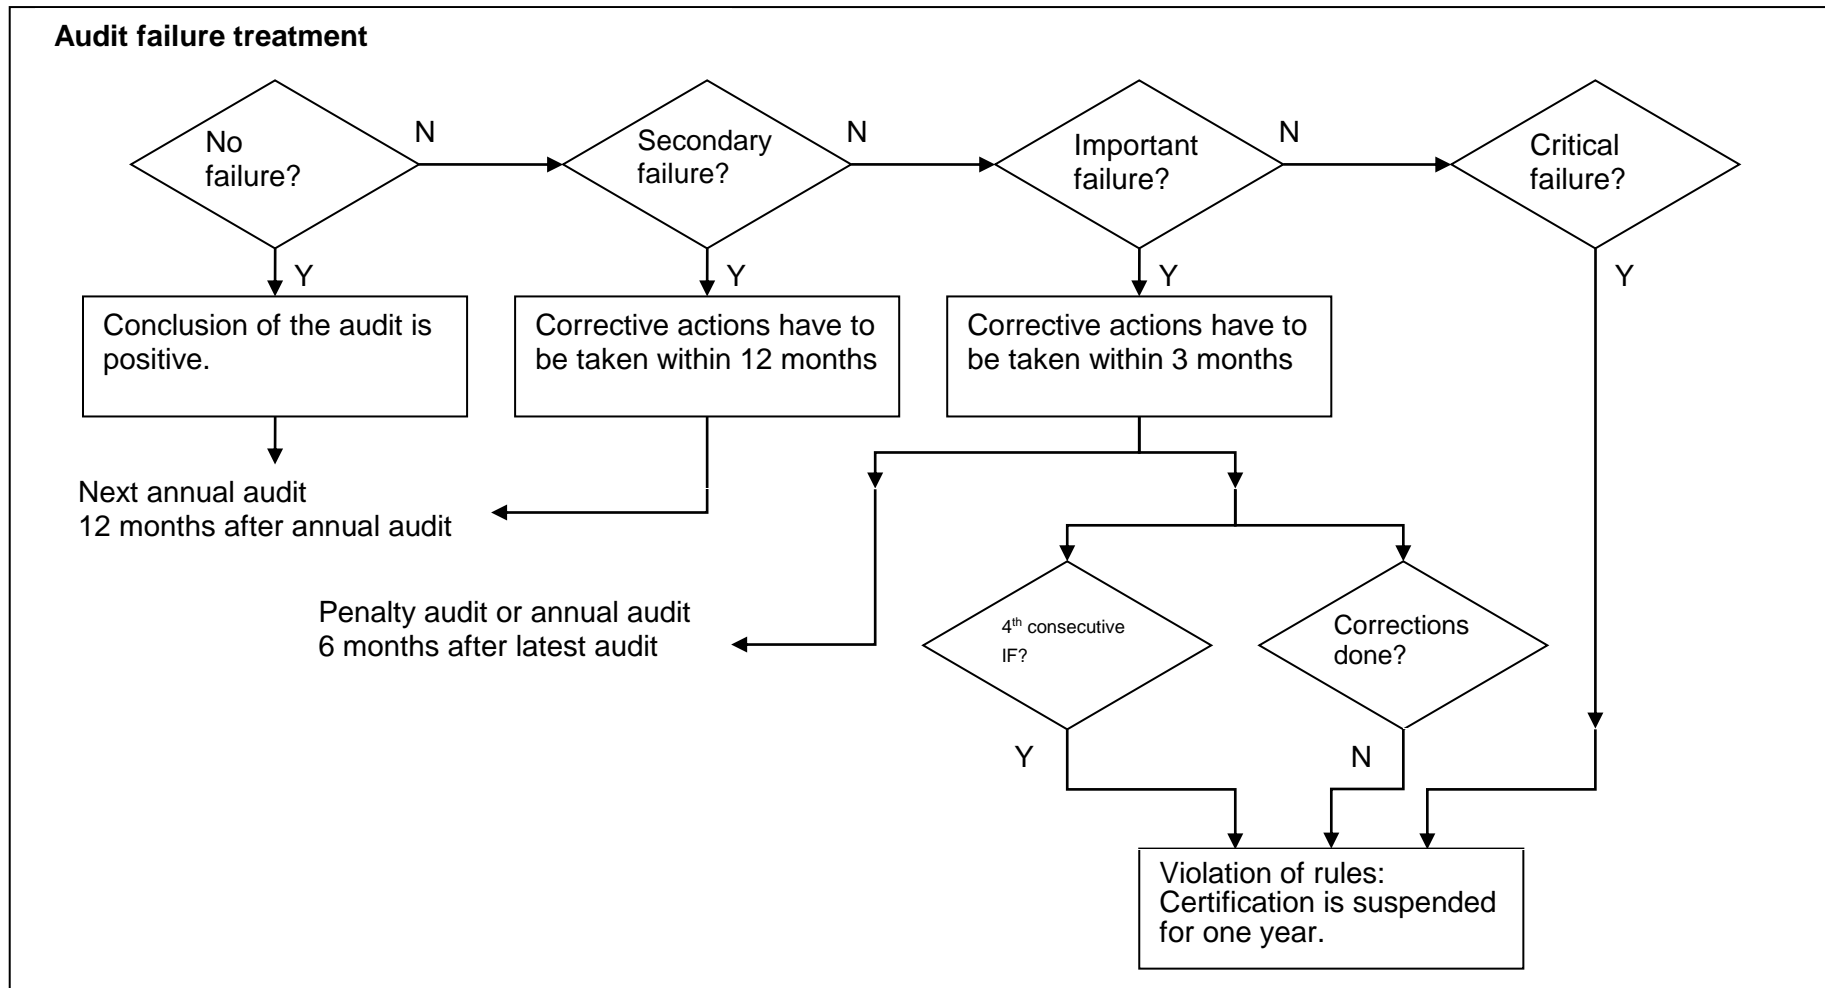 Audit failure treatment
No
failure?
N
Secondary
failure?
N
Important
failure?
N
Critical
failure?
Y
Y
Y
Y
Conclusion of the audit is
positive.
Corrective actions have to
be taken within 12 months
Corrective actions have to
be taken within 3 months
Next annual audit
12 months after annual audit
Penalty audit or annual audit
6 months after latest audit
4th consecutive
IF?
Corrections
done?
Y
N
Violation of rules:
Certification is suspended
for one year.